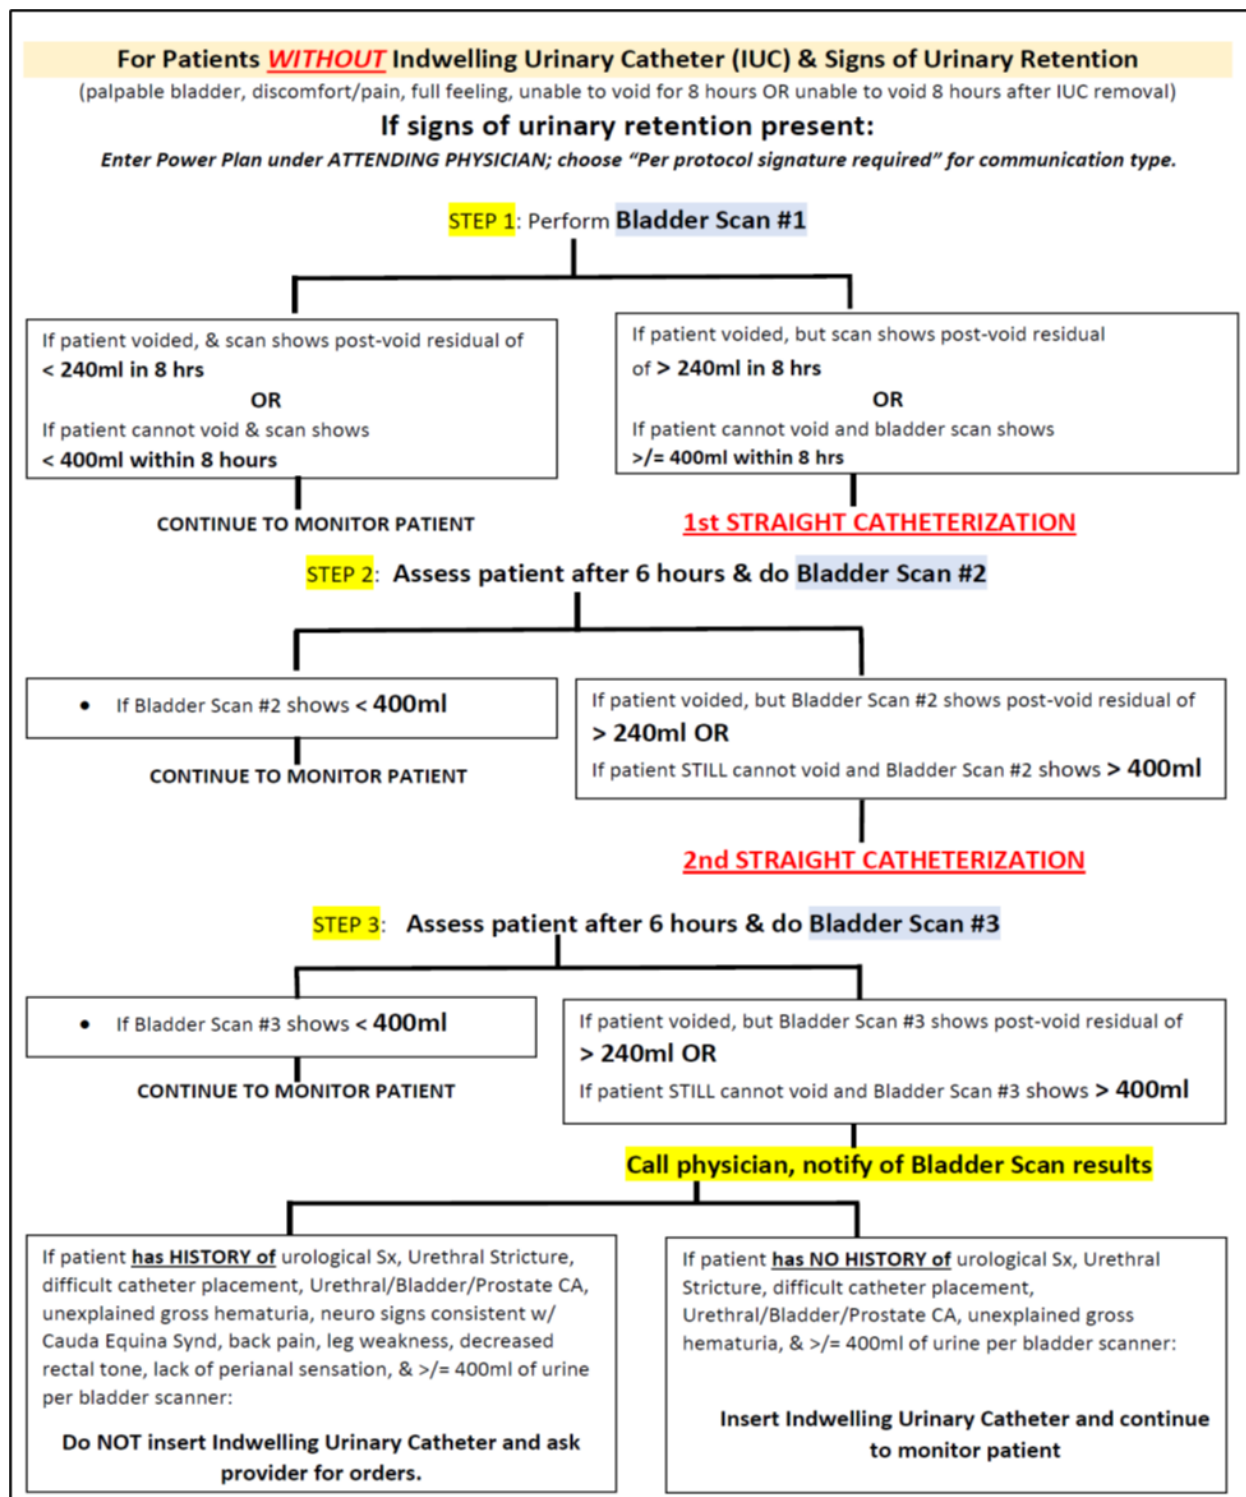 For Patients WITHOUT Indwelling Urinary Catheter (IUC) & Signs of Urinary Retention
(palpable bladder, discomfort/pain, full feeling, unable to void for 8 hours OR unable to void 8 hours after IUC removal)
If signs of urinary retention present:
Enter Power Plan under ATTENDING PHYSICIAN; choose “Per protocol signature required” for communication type.
STEP 1: Perform Bladder Scan #1
If patient voided, & scan shows post-void residual of
< 240ml in 8 hrs
OR
If patient cannot void & scan shows
< 400ml within 8 hours
CONTINUE TO MONITOR PATIENT
If patient voided, but scan shows post-void residual
of > 240ml in 8 hrs
OR
If patient cannot void and bladder scan shows
>/= 400ml within 8 hrs
1st STRAIGHT CATHETERIZATION
STEP 2: Assess patient after 6 hours & do Bladder Scan #2
• If Bladder Scan #2 shows < 400ml
CONTINUE TO MONITOR PATIENT
If patient voided, but Bladder Scan #2 shows post-void residual of
> 240ml OR
If patient STILL cannot void and Bladder Scan #2 shows > 400ml
2nd STRAIGHT CATHETERIZATION
STEP 3: Assess patient after 6 hours & do Bladder Scan #3
• If Bladder Scan #3 shows < 400ml
CONTINUE TO MONITOR PATIENT
If patient voided, but Bladder Scan #3 shows post-void residual of
> 240ml OR
If patient STILL cannot void and Bladder Scan #3 shows > 400ml
Call physician, notify of Bladder Scan results
If patient has HISTORY of urological Sx, Urethral Stricture,
difficult catheter placement, Urethral/Bladder/Prostate CA,
unexplained gross hematuria, neuro signs consistent w/
Cauda Equina Synd, back pain, leg weakness, decreased
rectal tone, lack of perianal sensation, & >/= 400ml of urine
per bladder scanner:
Do NOT insert Indwelling Urinary Catheter and ask
provider for orders.
If patient has NO HISTORY of urological Sx, Urethral
Stricture, difficult catheter placement,
Urethral/Bladder/Prostate CA, unexplained gross
hematuria, & >/= 400ml of urine per bladder scanner:
Insert Indwelling Urinary Catheter and continue
to monitor patient